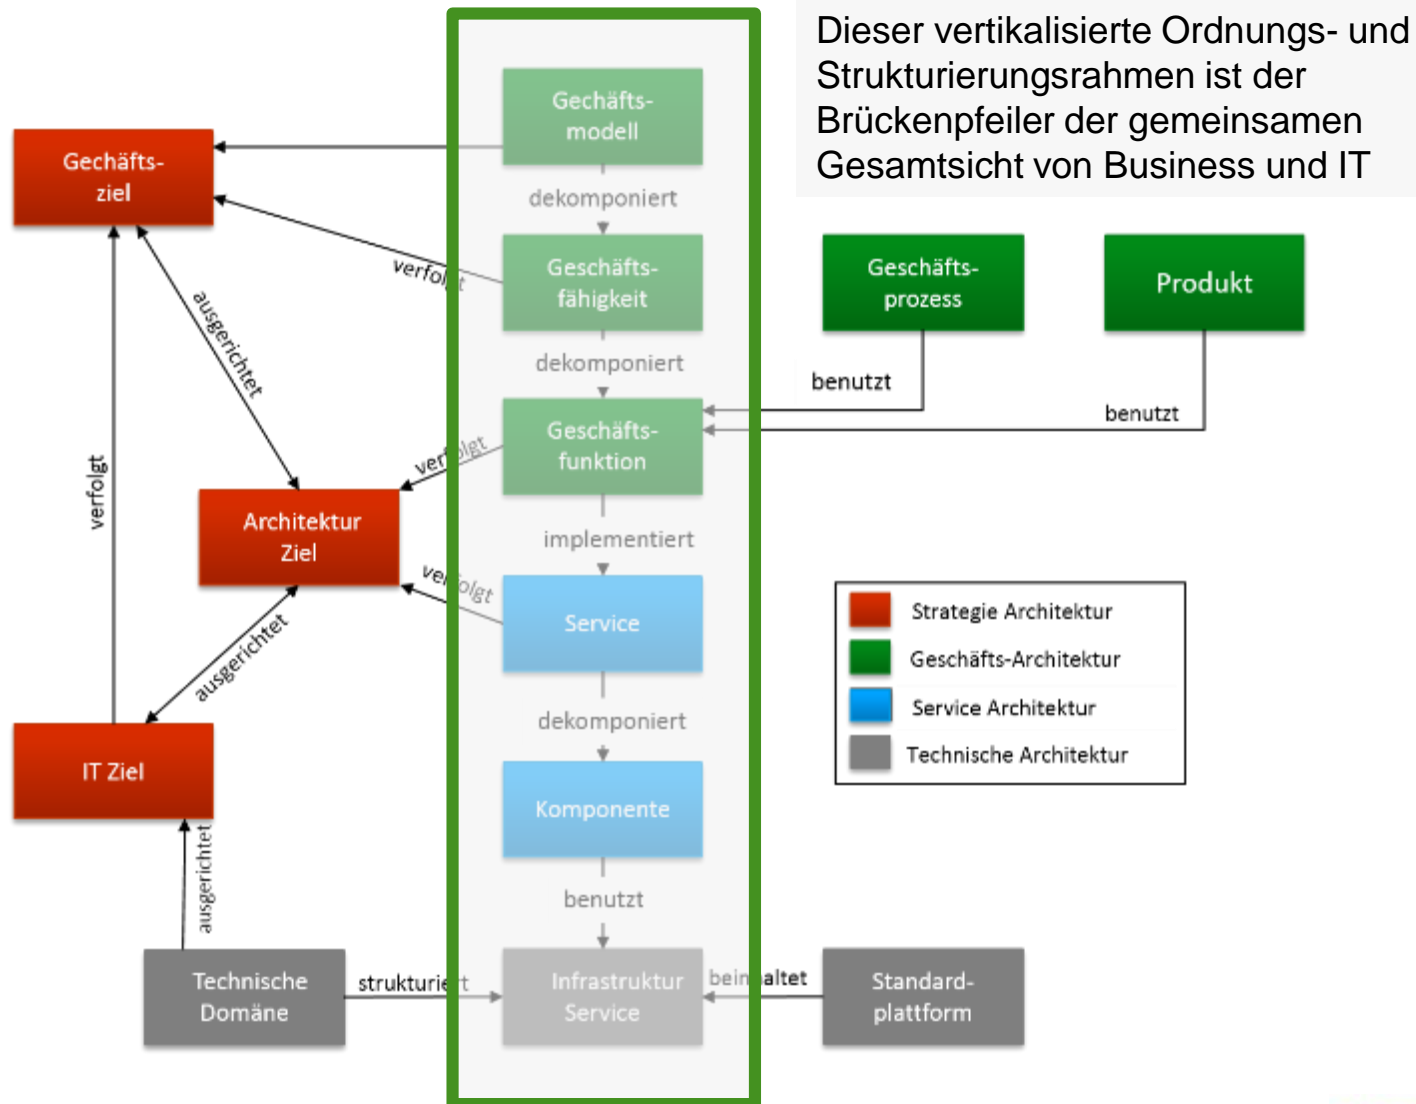 Dieser vertikalisierte Ordnungs- und
Strukturierungsrahmen ist der
Brückenpfeiler der gemeinsamen
Gesamtsicht von Business und IT
Gechäfts-
modell
Gechäfts-
ziel
dekomponiert
verfolgt
Geschäfts-
fähigkeit
Geschäfts-
prozess
Produkt
ausgerichtet
dekomponiert
benutzt
benutzt
Geschäfts-
funktion
verfolgt
verfolgt
Architektur
Ziel
implementiert
verfolgt
Service
Strategie Architektur
Geschäfts-Architektur
Service Architektur
Technische Architektur
ausgerichtet
dekomponiert
IT Ziel
Komponente
ausgerichtet
benutzt
Technische
Domäne
strukturiert
Infrastruktur
Service
beinhaltet
Standard-
plattform